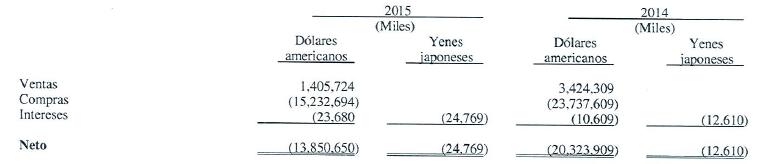 2015 2014
(Miles) (Miles)
Dólares Yenes Dólares Yenes
americanos japoneses americanos japoneses
Ventas 1,405,724 3,424,309
Compras (15,232,694) (23,737,609)
Intereses (23,680 (24,769) (10,609) (12,610)
Neto (13,850,650) (24,769) (20,323,909) (12,610)